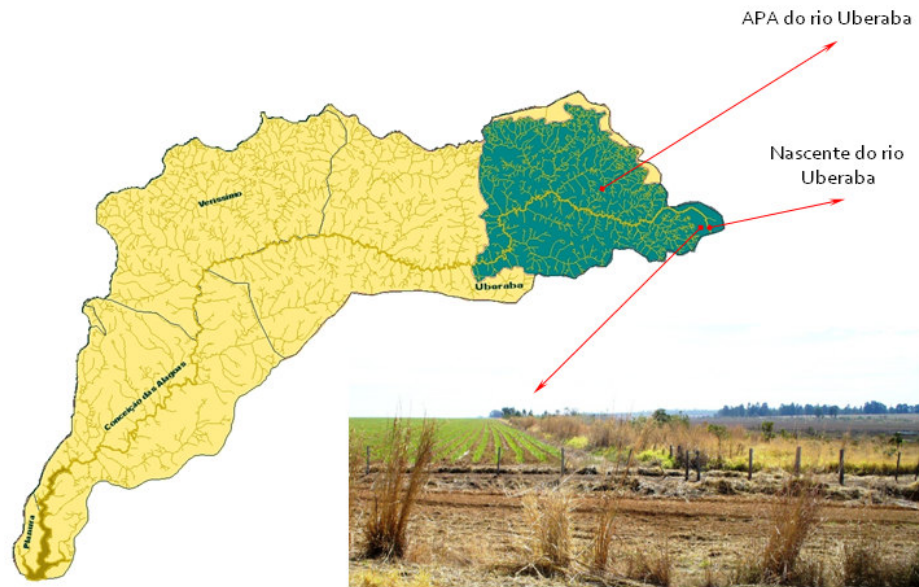 APA do rio Uberaba
Nascente do rio
Uberaba
Veríssimo
Uberaba
Conceição das Alagoas
Planura